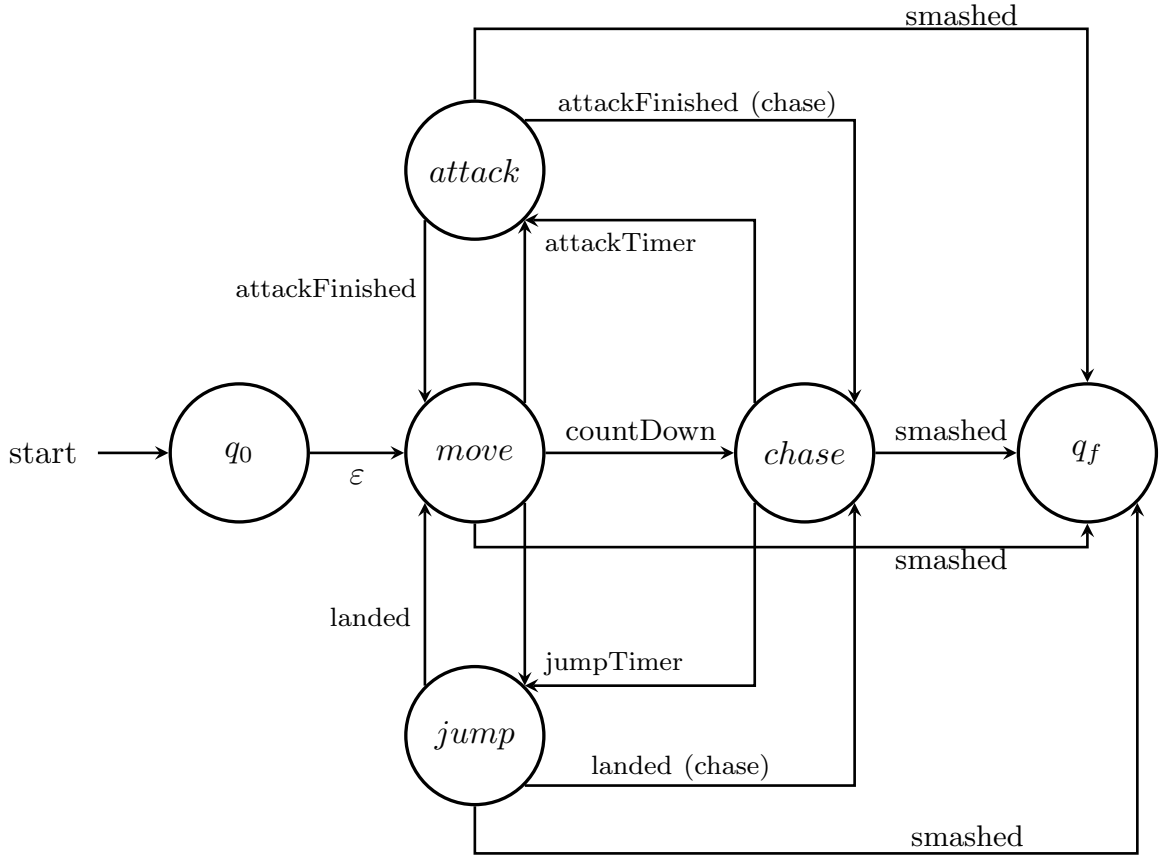 smashed
attackFinished (chase)
attack
attackTimer
attackFinished
start
q0
ε
move
countDown
chase
smashed
qf
smashed
landed
jumpTimer
jump
landed (chase)
smashed